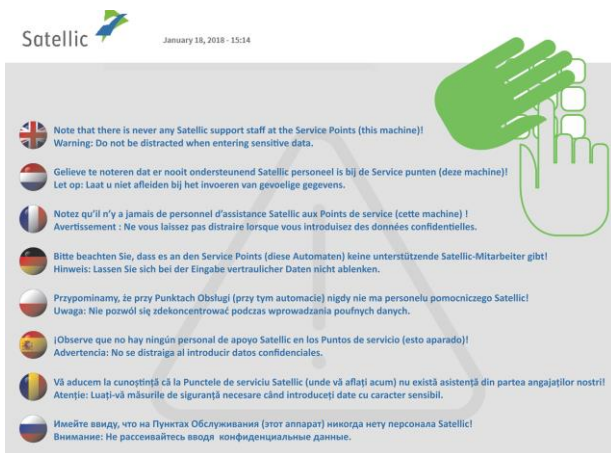 Satellic
January 18, 2018 - 15:14
Note that there is never any Satellic support staff at the Service Points (this machine)!
Warning: Do not be distracted when entering sensitive data.
Gelieve te noteren dat er nooit ondersteunend Satellic personeel is bij de Service punten (deze machine)!
Let op: Laat u niet afleiden bij het invoeren van gevoelige gegevens.
Notez qu'il n'y a jamais de personnel d'assistance Satellic aux Points de service (cette machine) !
Avertissement : Ne vous laissez pas distraire lorsque vous introduisez des données confidentielles.
Bitte beachten Sie, dass es an den Service Points (diese Automaten) keine unterstützende Satellic-Mitarbeiter gibt!
Hinweis: Lassen Sie sich bei der Eingabe vertraulicher Daten nicht ablenken.
Przypominamy, że przy Punktach Obsługi (przy tym automacie) nigdy nie ma personelu pomocniczego Satellic!
Uwaga: Nie pozwól się zdekoncentrować podczas wprowadzania poufnych danych.
¡Observe que no hay ningún personal de apoyo Satellic en los Puntos de servicio (esto aparado)!
Advertencia: No se distraiga al introducir datos confidenciales.
Vă aducem la cunoștință că la Punctele de serviciu Satellic (unde vă aflați acum) nu există asistență din partea angajaților noștri!
Atenție: Luați-vă măsurile de siguranță necesare când introduceți date cu caracter sensibil.
Имейте ввиду, что на Пунктах Обслуживания (этот аппарат) никогда нету персонала Satellic!
Внимание: Не рассеивайтесь вводя конфиденциальные данные.